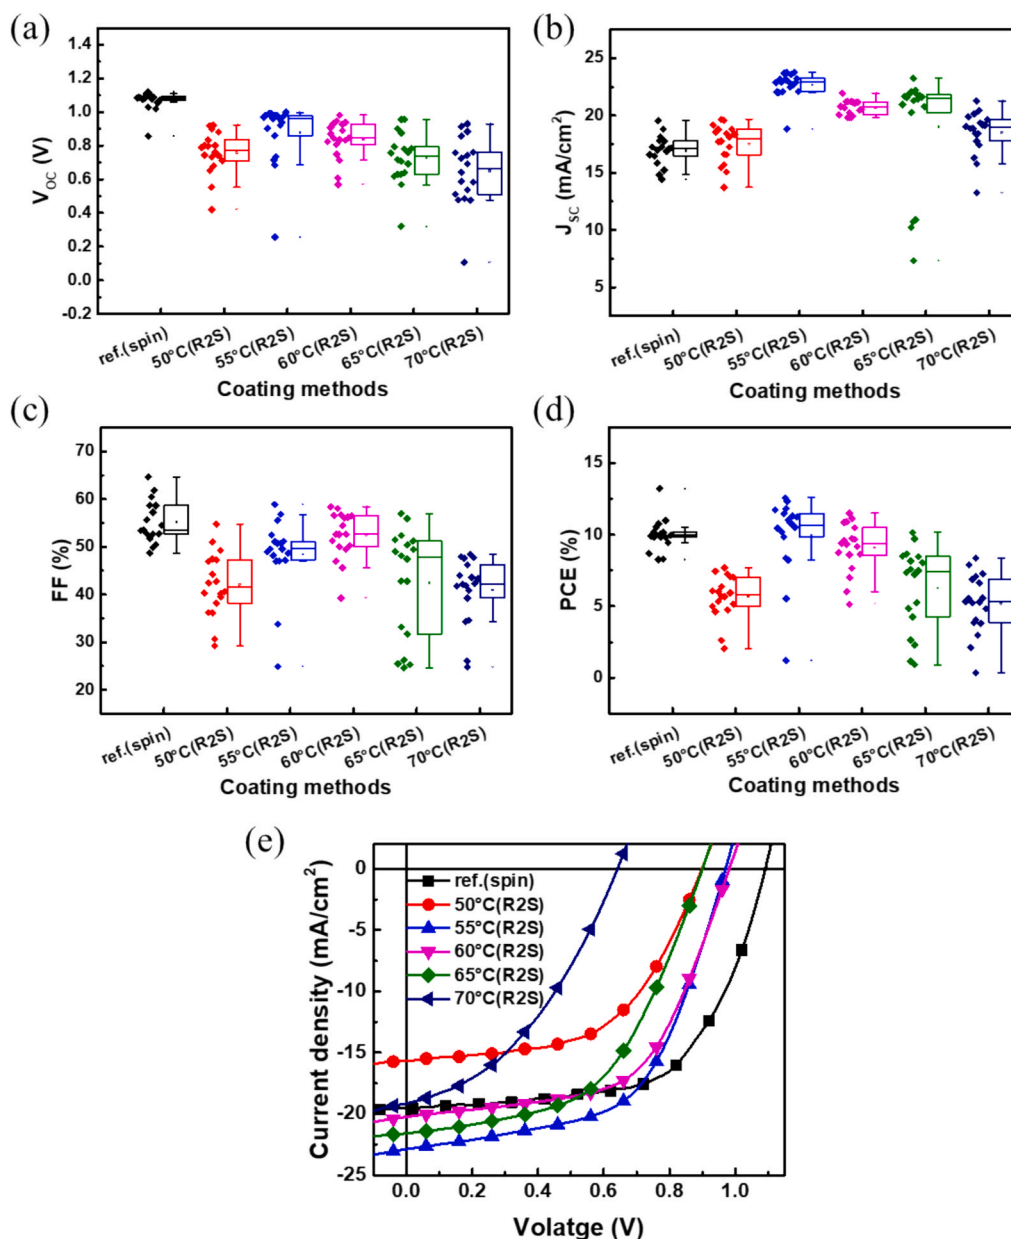 (a)
1.4
1.2
1.0
0.8
0.6
0.4
0.2
0.0
-0.2
V_OC (V)
ref.(spin)
50°C(R2S)
55°C(R2S)
60°C(R2S)
65°C(R2S)
70°C(R2S)
Coating methods
(b)
25
20
15
10
5
J_SC (mA/cm²)
ref.(spin)
50°C(R2S)
55°C(R2S)
60°C(R2S)
65°C(R2S)
70°C(R2S)
Coating methods
(c)
70
60
50
40
30
20
FF (%)
ref.(spin)
50°C(R2S)
55°C(R2S)
60°C(R2S)
65°C(R2S)
70°C(R2S)
Coating methods
(d)
15
10
5
0
PCE (%)
ref.(spin)
50°C(R2S)
55°C(R2S)
60°C(R2S)
65°C(R2S)
70°C(R2S)
Coating methods
(e)
0
-5
-10
-15
-20
-25
Current density (mA/cm²)
ref.(spin)
50°C(R2S)
55°C(R2S)
60°C(R2S)
65°C(R2S)
70°C(R2S)
0.0 0.2 0.4 0.6 0.8 1.0
Volatge (V)